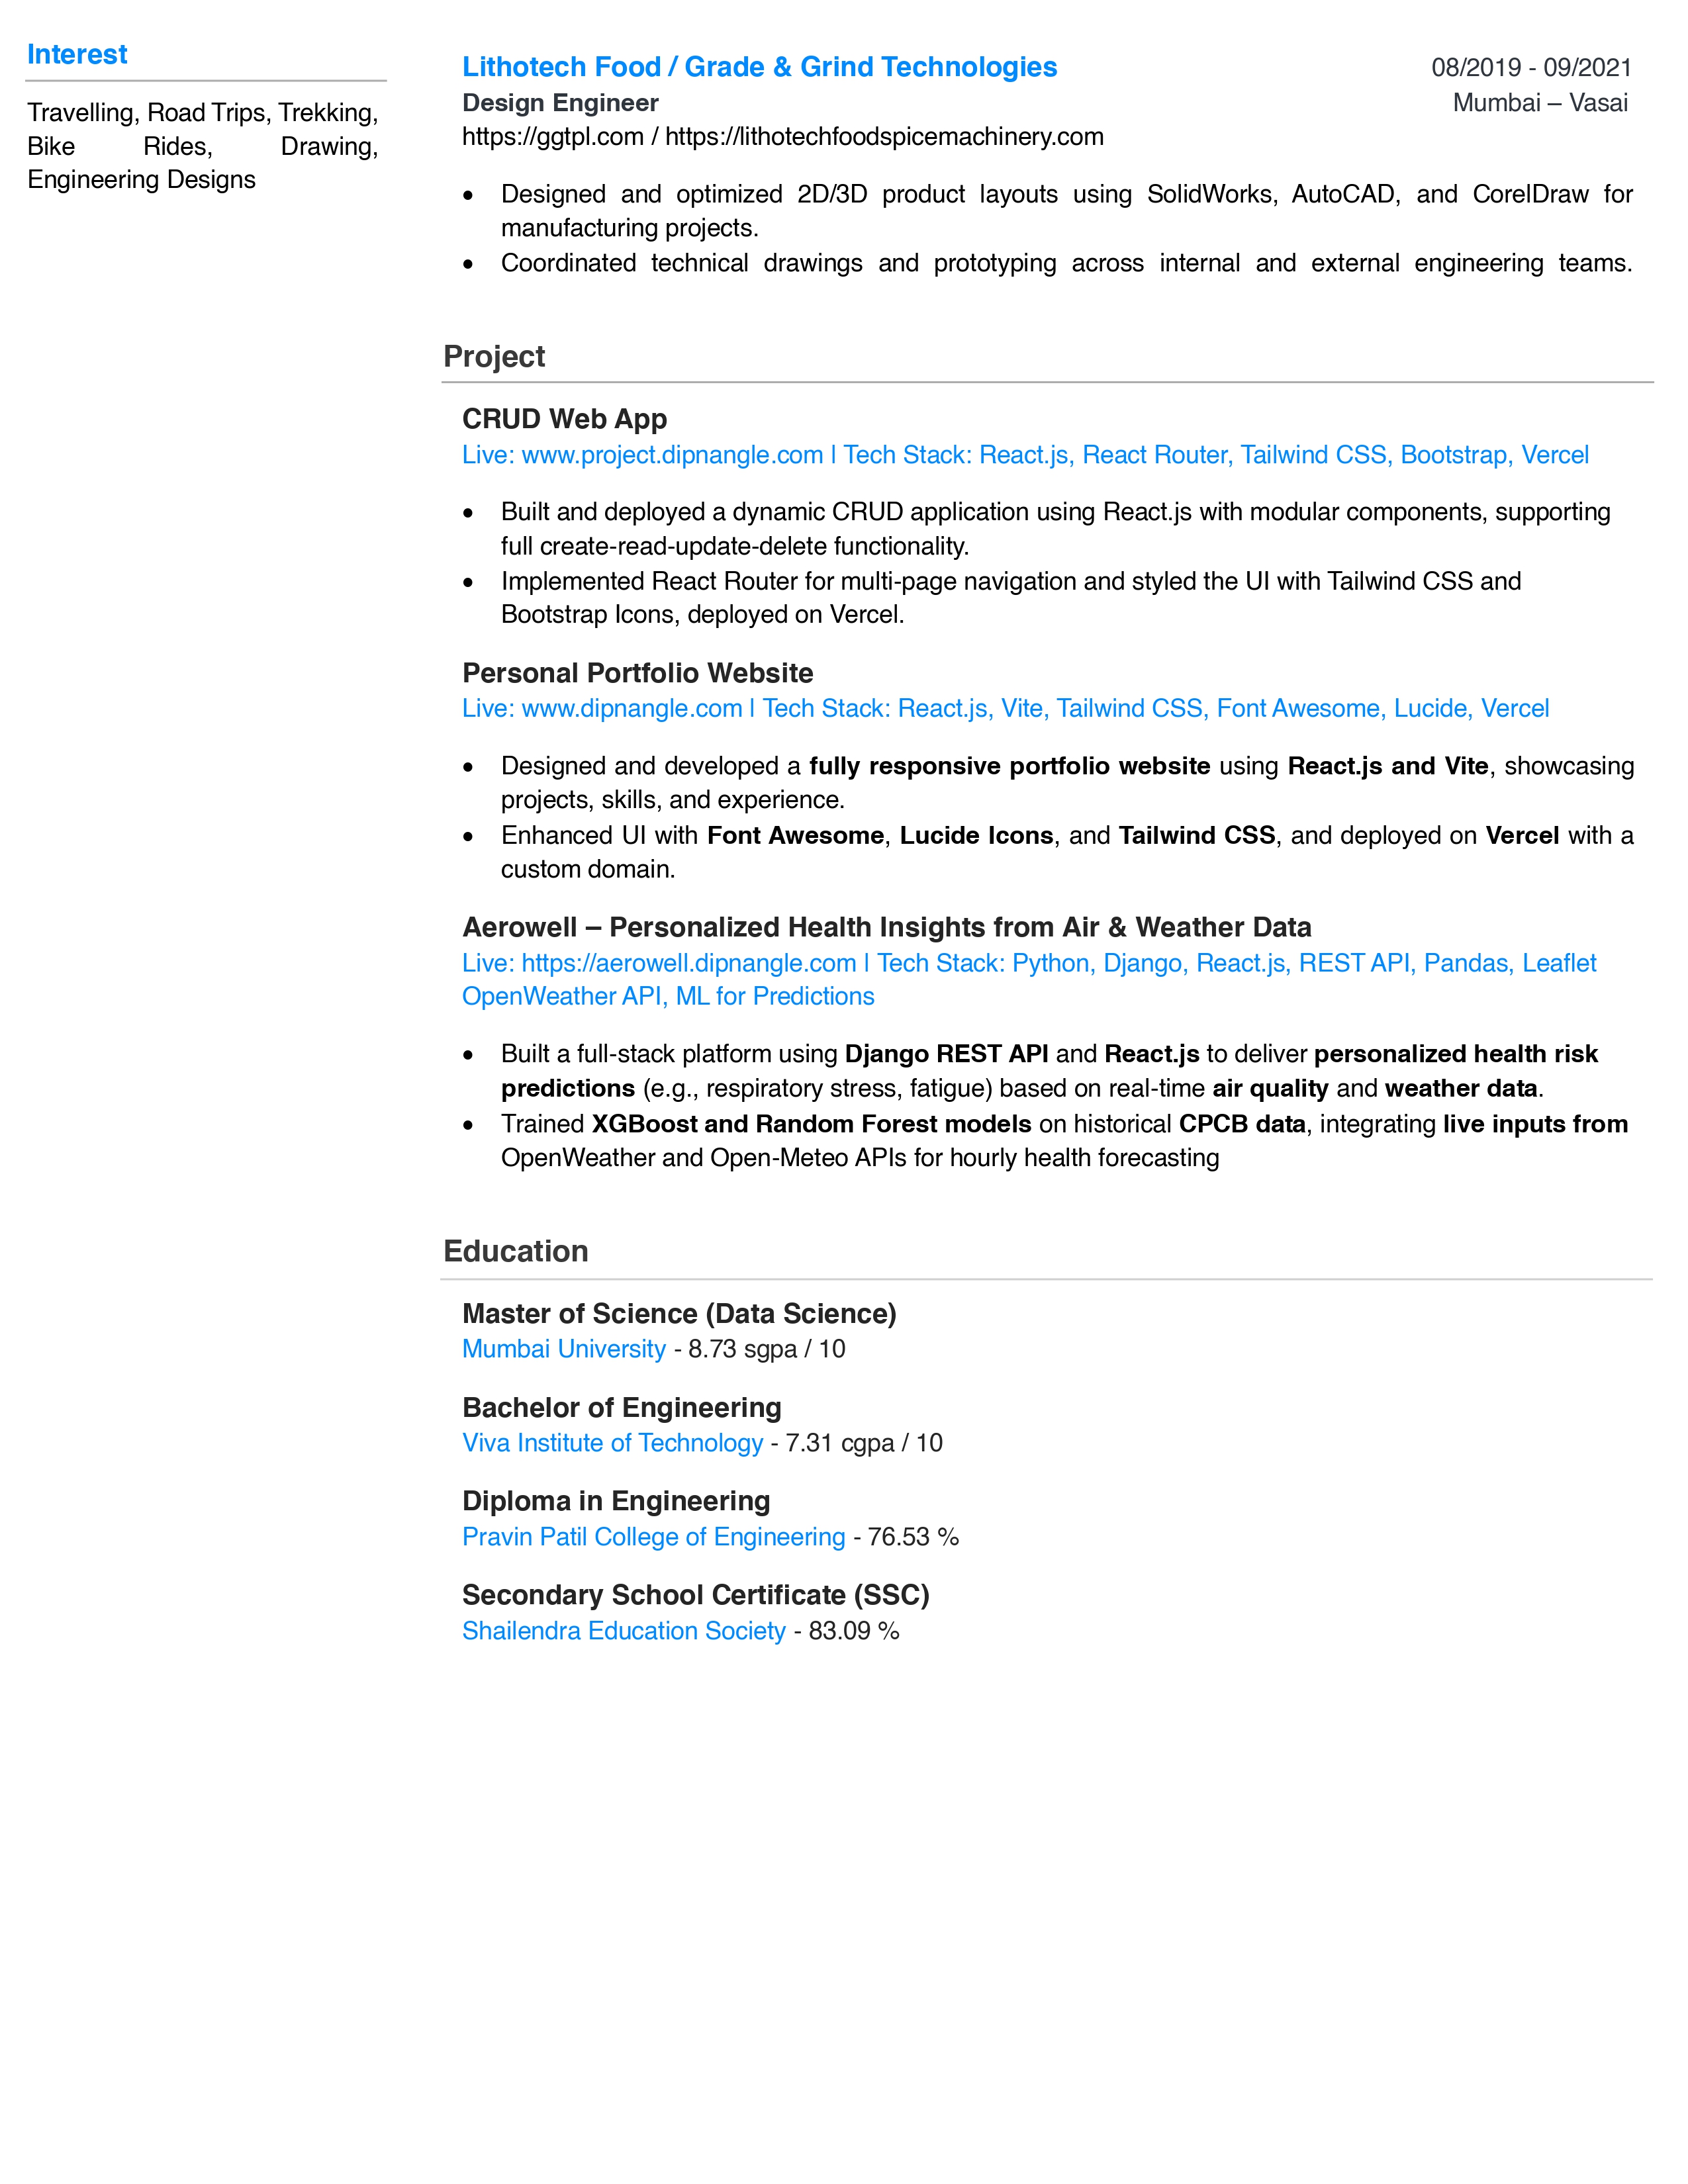 Interest
Travelling, Road Trips, Trekking,
Bike Rides, Drawing,
Engineering Designs
Lithotech Food / Grade & Grind Technologies 08/2019 - 09/2021
Design Engineer Mumbai – Vasai
https://ggtpl.com / https://lithotechfoodspicemachinery.com
• Designed and optimized 2D/3D product layouts using SolidWorks, AutoCAD, and CorelDraw for
manufacturing projects.
• Coordinated technical drawings and prototyping across internal and external engineering teams.
Project
CRUD Web App
Live: www.project.dipnangle.com | Tech Stack: React.js, React Router, Tailwind CSS, Bootstrap, Vercel
• Built and deployed a dynamic CRUD application using React.js with modular components, supporting
full create-read-update-delete functionality.
• Implemented React Router for multi-page navigation and styled the UI with Tailwind CSS and
Bootstrap Icons, deployed on Vercel.
Personal Portfolio Website
Live: www.dipnangle.com | Tech Stack: React.js, Vite, Tailwind CSS, Font Awesome, Lucide, Vercel
• Designed and developed a fully responsive portfolio website using React.js and Vite, showcasing
projects, skills, and experience.
• Enhanced UI with Font Awesome, Lucide Icons, and Tailwind CSS, and deployed on Vercel with a
custom domain.
Aerowell – Personalized Health Insights from Air & Weather Data
Live: https://aerowell.dipnangle.com | Tech Stack: Python, Django, React.js, REST API, Pandas, Leaflet
OpenWeather API, ML for Predictions
• Built a full-stack platform using Django REST API and React.js to deliver personalized health risk
predictions (e.g., respiratory stress, fatigue) based on real-time air quality and weather data.
• Trained XGBoost and Random Forest models on historical CPCB data, integrating live inputs from
OpenWeather and Open-Meteo APIs for hourly health forecasting
Education
Master of Science (Data Science)
Mumbai University - 8.73 sgpa / 10
Bachelor of Engineering
Viva Institute of Technology - 7.31 cgpa / 10
Diploma in Engineering
Pravin Patil College of Engineering - 76.53 %
Secondary School Certificate (SSC)
Shailendra Education Society - 83.09 %